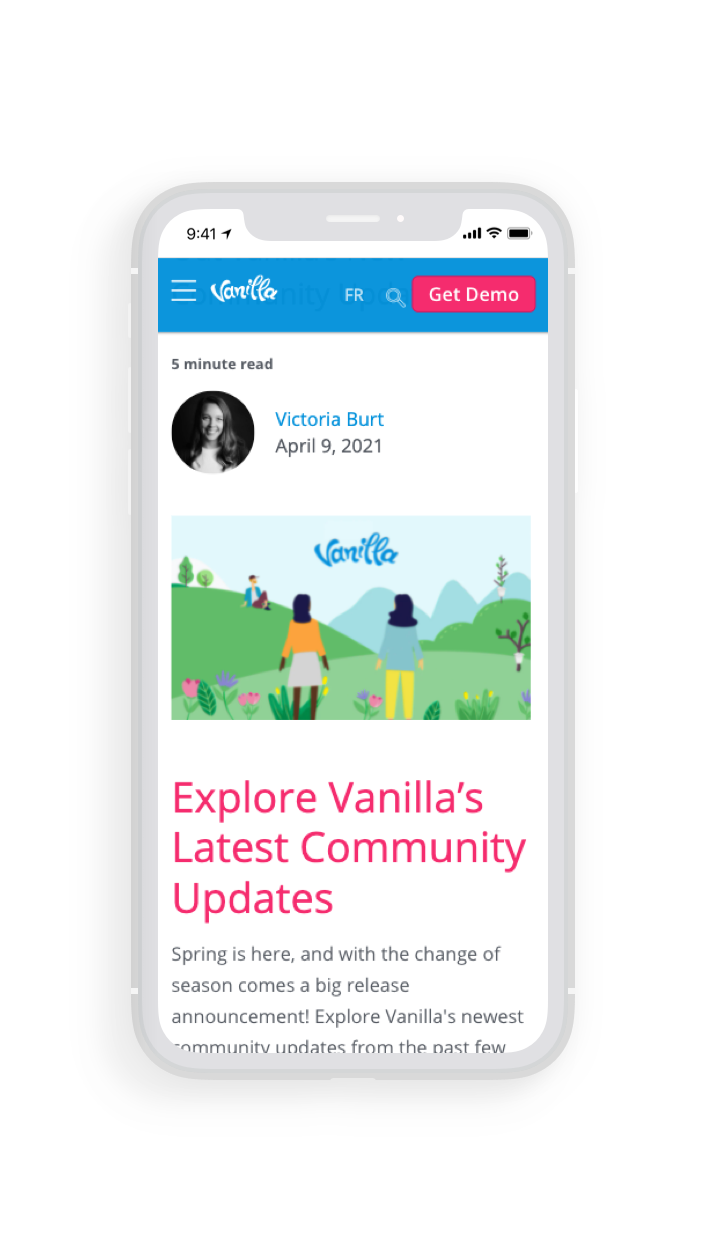 9:41
Vanilla FR Get Demo
5 minute read
Victoria Burt
April 9, 2021
Vanilla
Explore Vanilla’s
Latest Community
Updates
Spring is here, and with the change of
season comes a big release
announcement! Explore Vanilla's newest
community updates from the past few